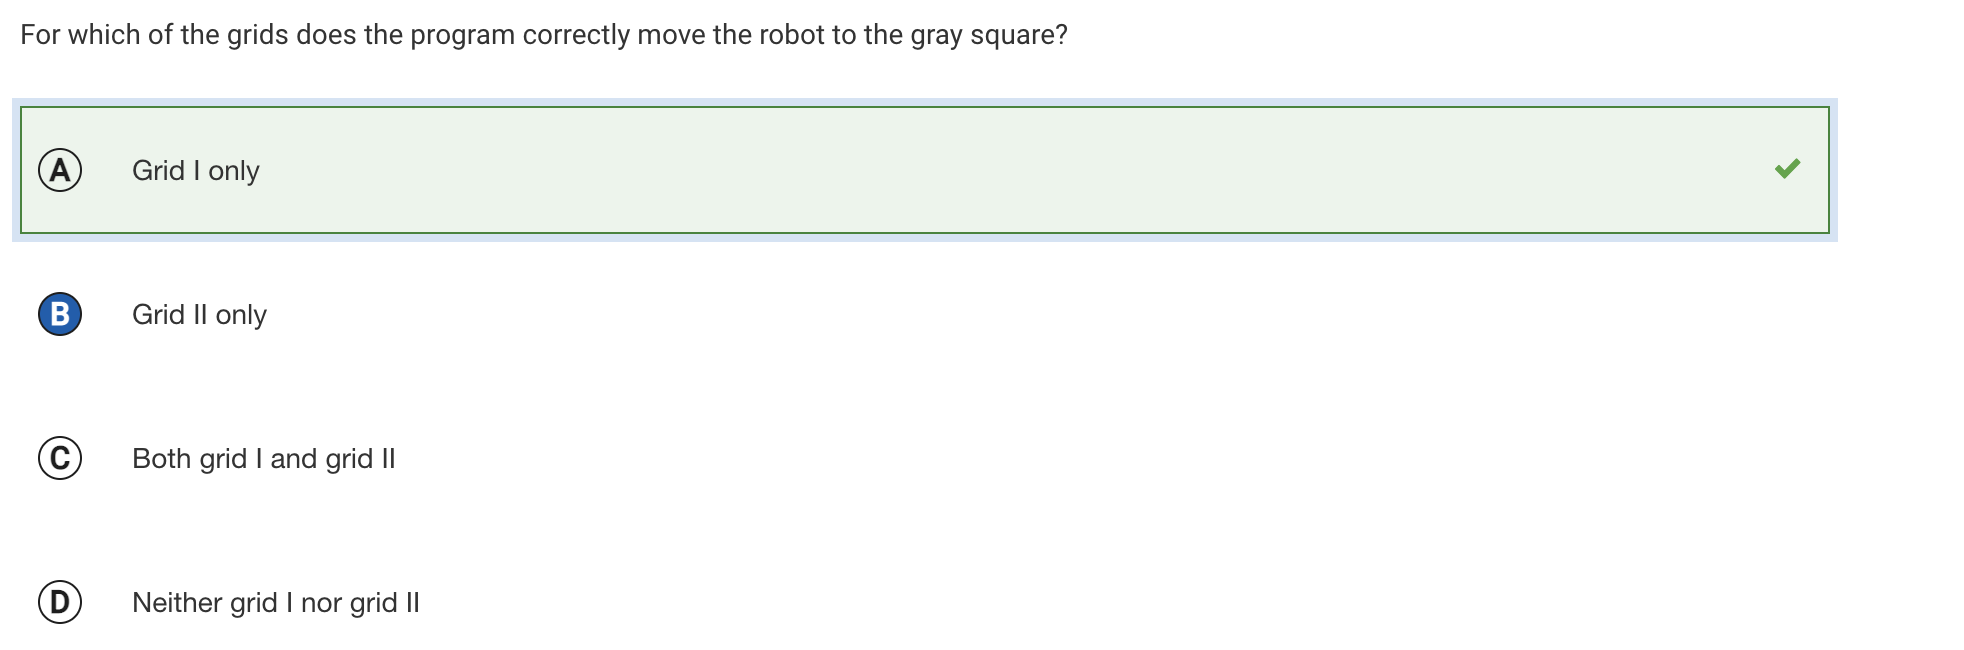 For which of the grids does the program correctly move the robot to the gray square?
A Grid I only
B Grid II only
C Both grid I and grid II
D Neither grid I nor grid II